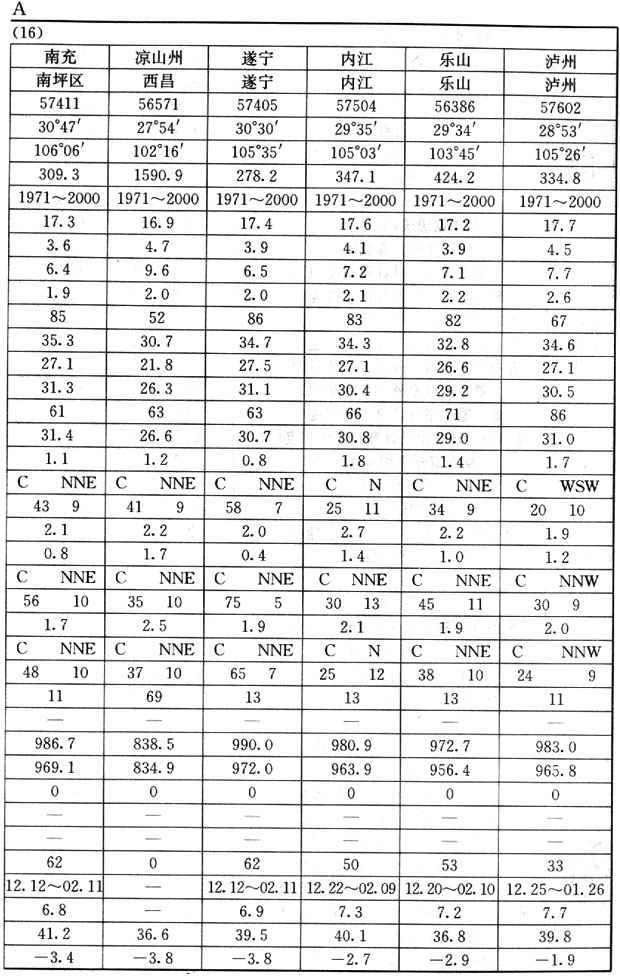 A
(16)
南充 凉山州 遂宁 内江 乐山 泸州
南坪区 西昌 遂宁 内江 乐山 泸州
57411 56571 57405 57504 56386 57602
30°47′ 27°54′ 30°30′ 29°35′ 29°34′ 28°53′
106°06′ 102°16′ 105°35′ 105°03′ 103°45′ 105°26′
309.3 1590.9 278.2 347.1 424.2 334.8
1971～2000 1971～2000 1971～2000 1971～2000 1971～2000 1971～2000
17.3 16.9 17.4 17.6 17.2 17.7
3.6 4.7 3.9 4.1 3.9 4.5
6.4 9.6 6.5 7.2 7.1 7.7
1.9 2.0 2.0 2.1 2.2 2.6
85 52 86 83 82 67
35.3 30.7 34.7 34.3 32.8 34.6
27.1 21.8 27.5 27.1 26.6 27.1
31.3 26.3 31.1 30.4 29.2 30.5
61 63 63 66 71 86
31.4 26.6 30.7 30.8 29.0 31.0
1.1 1.2 0.8 1.8 1.4 1.7
C NNE C NNE C NNE C N C NNE C WSW
43 9 41 9 58 7 25 11 34 9 20 10
2.1 2.2 2.0 2.7 2.2 1.9
0.8 1.7 0.4 1.4 1.0 1.2
C NNE C NNE C NNE C NNE C NNE C NNW
56 10 35 10 75 5 30 13 45 11 30 9
1.7 2.5 1.9 2.1 1.9 2.0
C NNE C NNE C NNE C N C NNE C NNW
48 10 37 10 65 7 25 12 38 10 24 9
11 69 13 13 13 11
— — — — — —
986.7 838.5 990.0 980.9 972.7 983.0
969.1 834.9 972.0 963.9 956.4 965.8
0 0 0 0 0 0
— — — — — —
— — — — — —
62 0 62 50 53 33
12.12～02.11 — 12.12～02.11 12.22～02.09 12.20～02.10 12.25～01.26
6.8 — 6.9 7.3 7.2 7.7
41.2 36.6 39.5 40.1 36.8 39.8
−3.4 −3.8 −3.8 −2.7 −2.9 −1.9